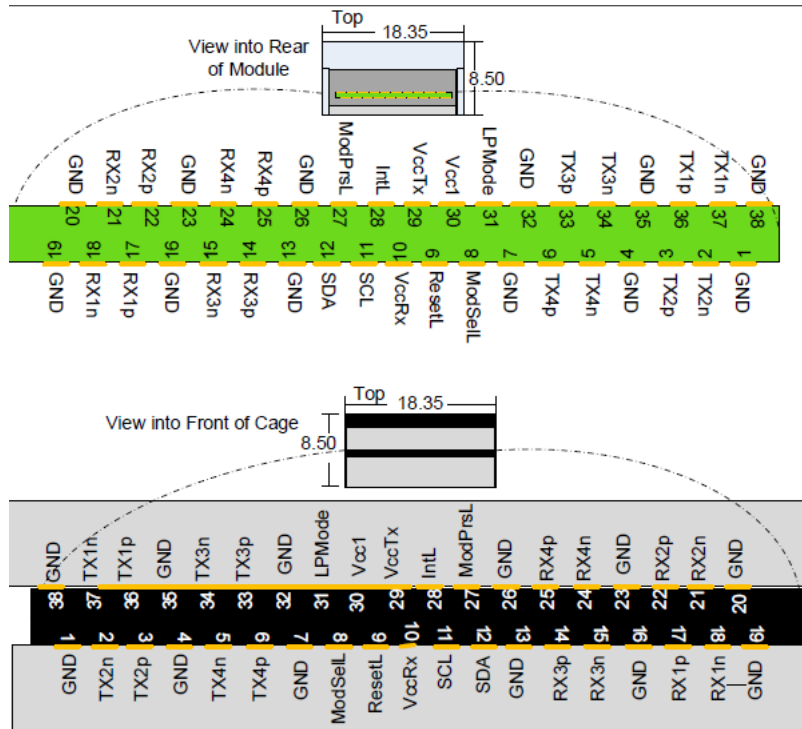 Top
18.35
View into Rear
of Module
8.50
GND RX2n RX2p GND RX4n RX4p GND ModPrsL IntL VccTx Vcc1 LPMode GND TX3p TX3n GND TX1p TX1n GND
20 21 22 23 24 25 26 27 28 29 30 31 32 33 34 35 36 37 38
19 18 17 16 15 14 13 12 11 10 9 8 7 6 5 4 3 2 1
GND RX1n RX1p GND RX3n RX3p GND SDA SCL VccRx ResetL ModSelL GND TX4p TX4n GND TX2p TX2n GND
Top
18.35
View into Front of Cage
8.50
GND TX1n TX1p GND TX3n TX3p GND LPMode Vcc1 VccTx IntL ModPrsL GND RX4p RX4n GND RX2p RX2n GND
38 37 36 35 34 33 32 31 30 29 28 27 26 25 24 23 22 21 20
1 2 3 4 5 6 7 8 9 10 11 12 13 14 15 16 17 18 19
GND TX2n TX2p GND TX4n TX4p GND ModSelL ResetL VccRx SCL SDA GND RX3p RX3n GND RX1p RX1n GND